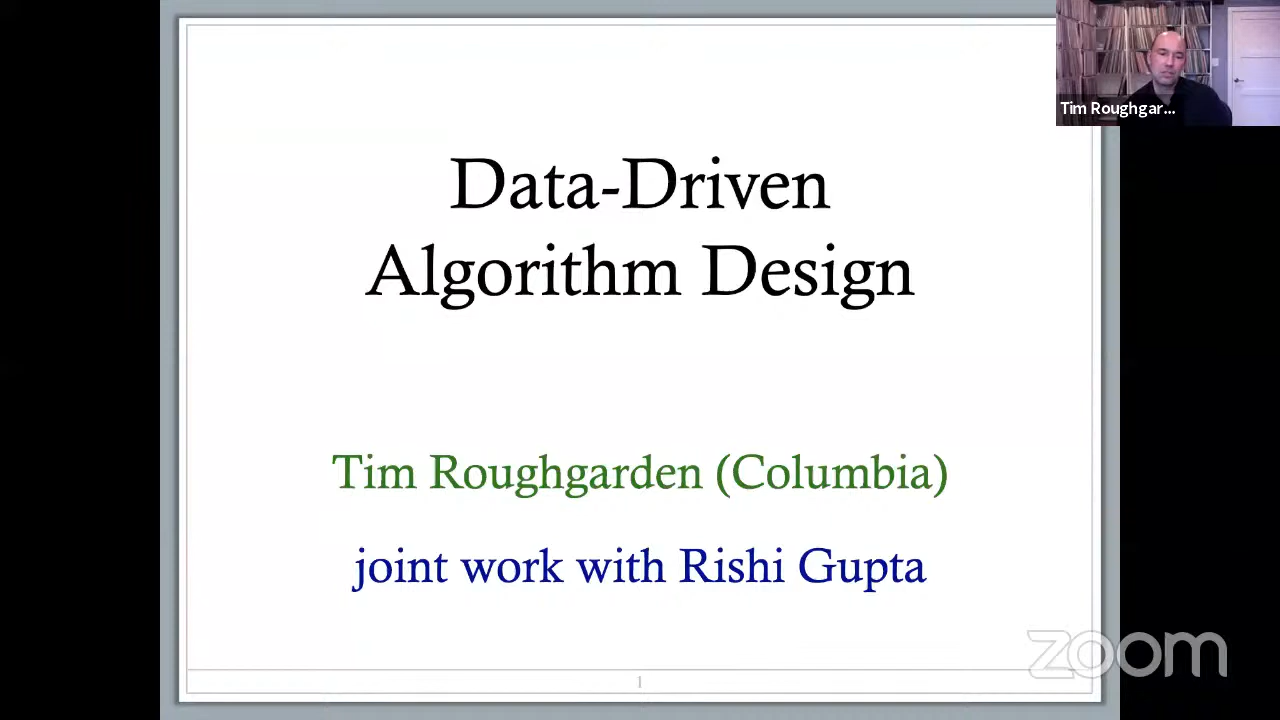 Data-Driven
Algorithm Design
Tim Roughgarden (Columbia)
joint work with Rishi Gupta
1
Tim Roughgar...
zoom